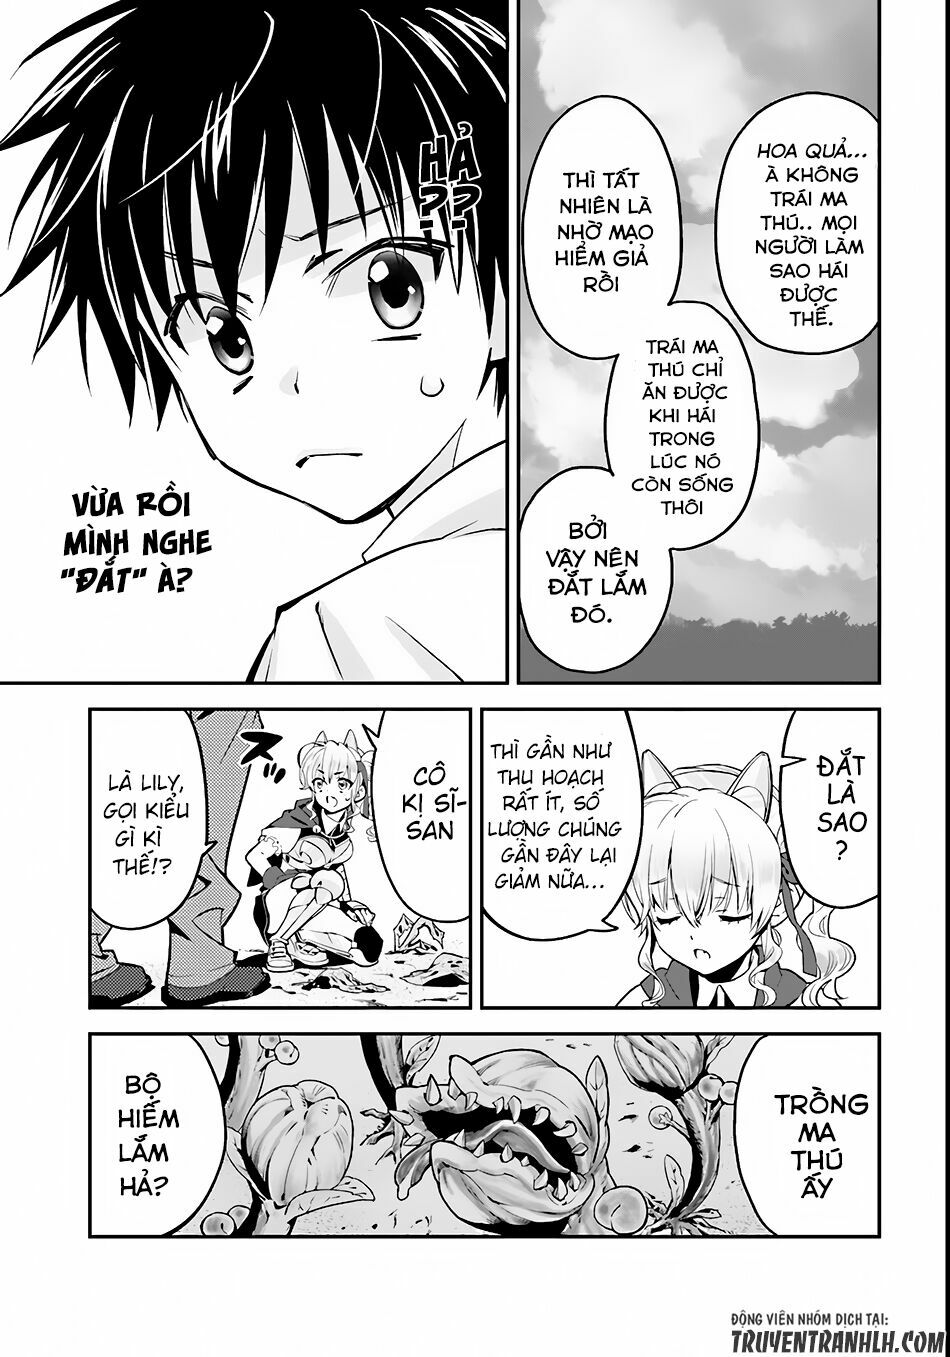 HOA QUẢ...
À KHÔNG
TRÁI MA
THÚ.. MỌI
NGƯỜI LÀM
SAO HÁI
ĐƯỢC
THẾ.
THÌ TẤT
NHIÊN LÀ
NHỜ MẠO
HIỂM GIẢ
RỒI
TRÁI MA
THÚ CHỈ
ĂN ĐƯỢC
KHI HÁI
TRONG
LÚC NÓ
CÒN SỐNG
THÔI
BỞI
VẬY NÊN
ĐẮT LẮM
ĐÓ.
HẢ
??
VỪA RỒI
MÌNH NGHE
"ĐẮT" À?
ĐẮT
LÀ
SAO
?
THÌ GẦN NHƯ
THU HOẠCH
RẤT ÍT, SỐ
LƯỢNG CHÚNG
GẦN ĐÂY LẠI
GIẢM NỮA...
CÔ
KỊ SĨ-
SAN
ズイ
LÀ LILY,
GỌI KIỂU
GÌ KÌ
THẾ!?
TRỒNG
MA
THÚ
ẤY
BỘ
HIẾM
LẮM
HẢ?
ĐỘNG VIÊN NHÓM DỊCH TẠI:
TRUYENTRANHLH.COM